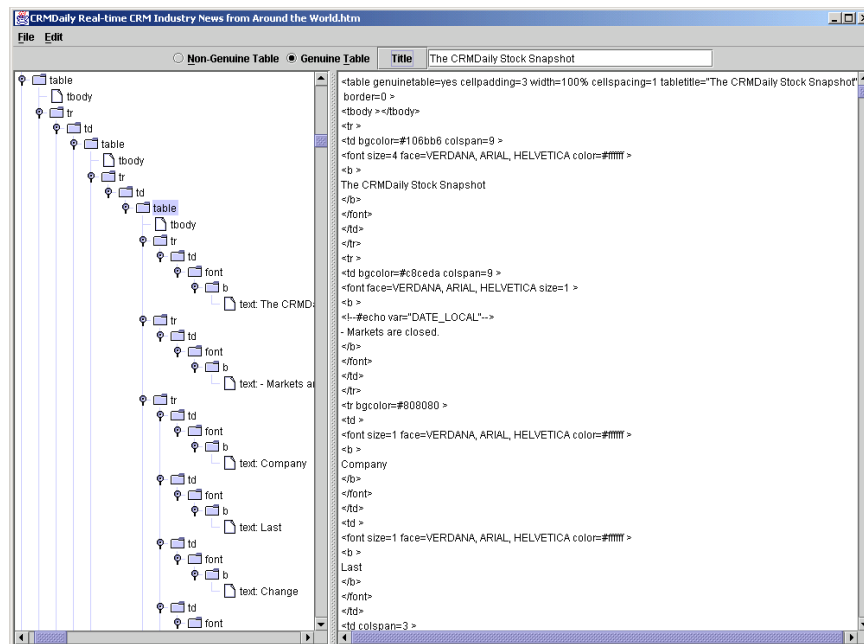 CRMDaily Real-time CRM Industry News from Around the World.htm
File Edit
Non-Genuine Table Genuine Table Title The CRMDaily Stock Snapshot
table
tbody
tr
td
table
tbody
tr
td
table
tbody
tr
td
font
b
text: The CRMDa
tr
td
font
b
text: - Markets ar
tr
td
font
b
text: Company
td
font
b
text: Last
td
font
b
text: Change
td
font
<table genuinetable=yes cellpadding=3 width=100% cellspacing=1 tabletitle="The CRMDaily Stock Snapshot"
border=0 >
<tbody ></tbody>
<tr >
<td bgcolor=#106bb6 colspan=9 >
<font size=4 face=VERDANA, ARIAL, HELVETICA color=#ffffff >
<b >
The CRMDaily Stock Snapshot
</b>
</font>
</td>
</tr>
<tr >
<td bgcolor=#c8ceda colspan=9 >
<font face=VERDANA, ARIAL, HELVETICA size=1 >
<b >
<!--#echo var="DATE_LOCAL"-->
- Markets are closed.
</b>
</font>
</td>
</tr>
<tr bgcolor=#808080 >
<td >
<font size=1 face=VERDANA, ARIAL, HELVETICA color=#ffffff >
<b >
Company
</b>
</font>
</td>
<td >
<font size=1 face=VERDANA, ARIAL, HELVETICA color=#ffffff >
<b >
Last
</b>
</font>
</td>
<td colspan=3 >